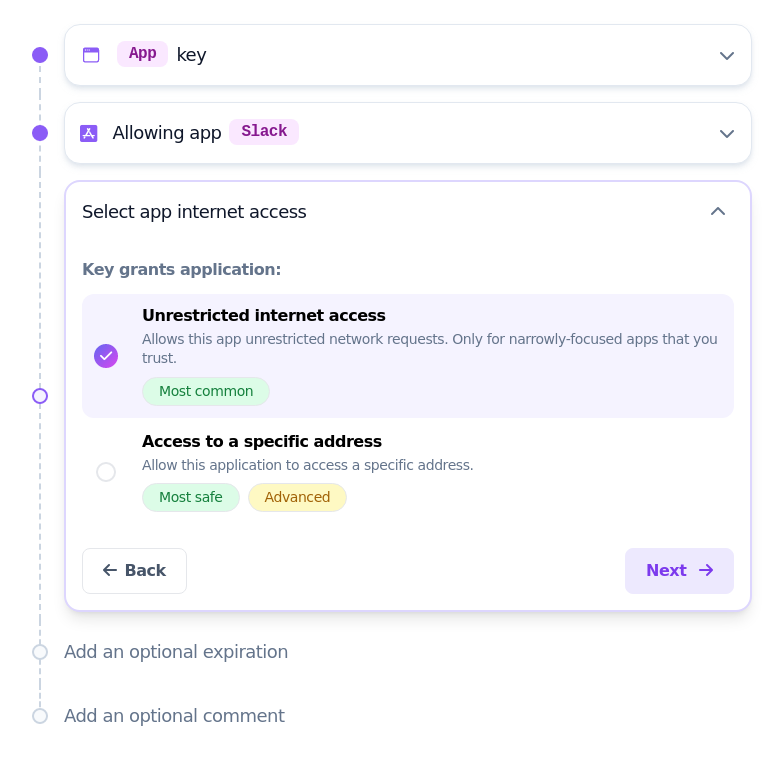 App key
Allowing app Slack
Select app internet access
Key grants application:
Unrestricted internet access
Allows this app unrestricted network requests. Only for narrowly-focused apps that you
trust.
Most common
Access to a specific address
Allow this application to access a specific address.
Most safe Advanced
Back Next
Add an optional expiration
Add an optional comment